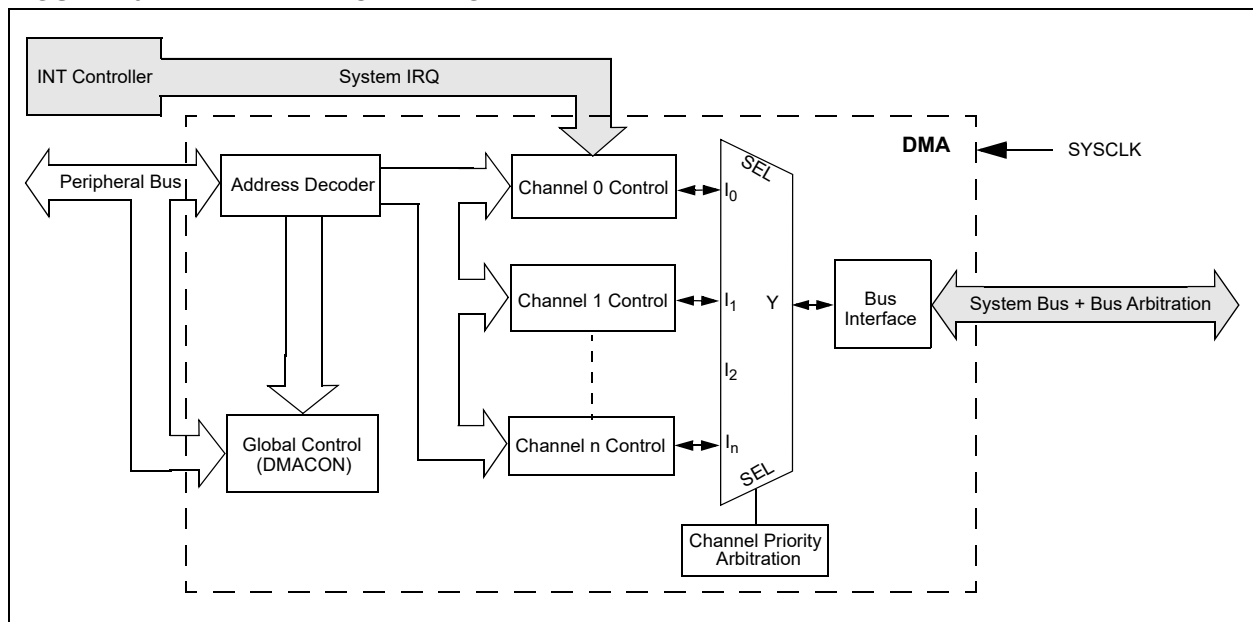 INT Controller
System IRQ
DMA
SYSCLK
Peripheral Bus
Address Decoder
Channel 0 Control
I0
SEL
Channel 1 Control
I1
Y
Bus
Interface
System Bus + Bus Arbitration
I2
Global Control
(DMACON)
Channel n Control
In
SEL
Channel Priority
Arbitration